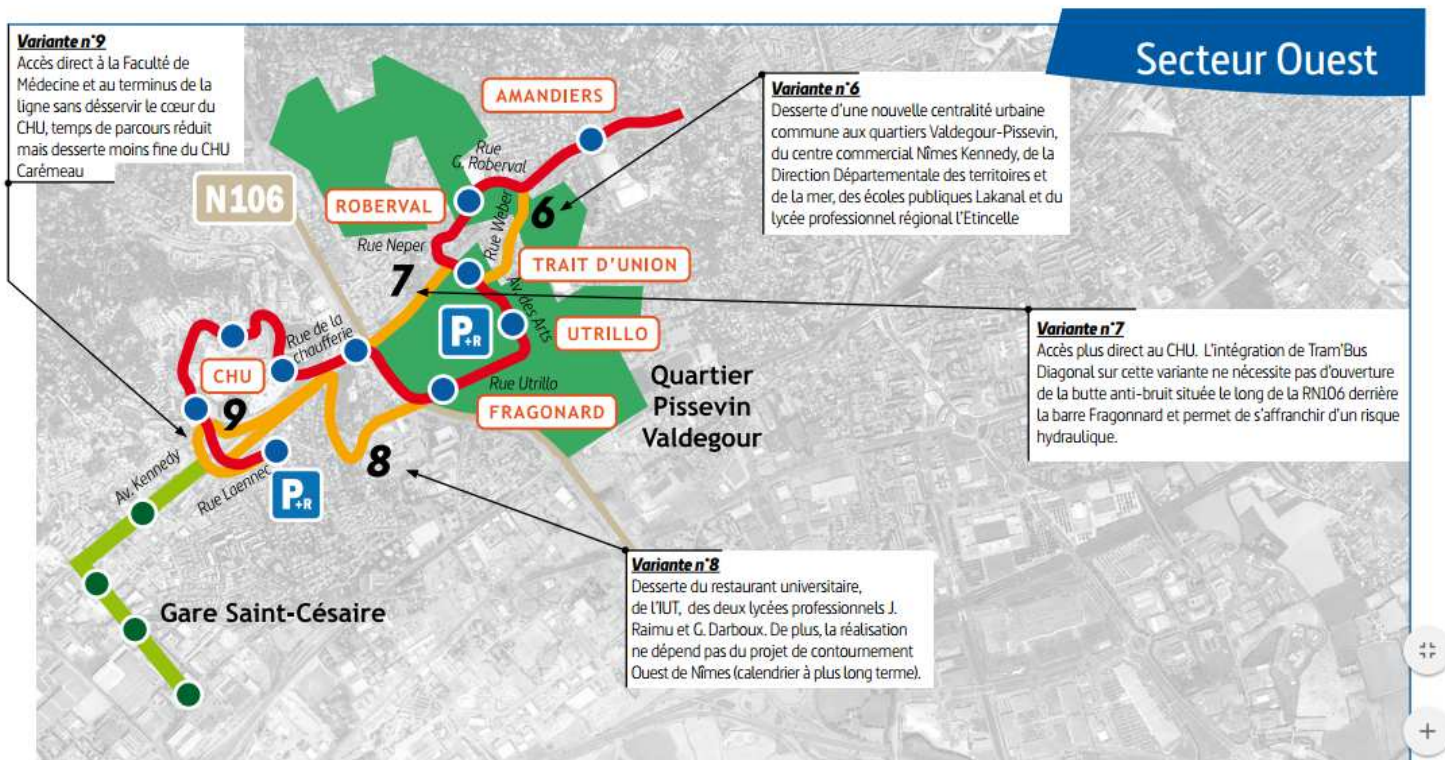 Secteur Ouest
Variante n°9
Accès direct à la Faculté de
Médecine et au terminus de la
ligne sans désservir le cœur du
CHU, temps de parcours réduit
mais desserte moins fine du CHU
Carémeau
Variante n°6
Desserte d'une nouvelle centralité urbaine
commune aux quartiers Valdegour-Pissevin,
du centre commercial Nîmes Kennedy, de la
Direction Départementale des territoires et
de la mer, des écoles publiques Lakanal et du
lycée professionnel régional l'Etincelle
AMANDIERS
Rue
G. Roberval
N106
ROBERVAL
6
Rue Neper
Rue Weber
7
TRAIT D'UNION
Av. des Arts
P+R
UTRILLO
Rue de la
chaufferie
CHU
Rue Utrillo
FRAGONARD
Quartier
Pissevin
Valdegour
Variante n°7
Accès plus direct au CHU. L'intégration de Tram'Bus
Diagonal sur cette variante ne nécessite pas d'ouverture
de la butte anti-bruit située le long de la RN106 derrière
la barre Fragonnard et permet de s'affranchir d'un risque
hydraulique.
9
8
Av. Kennedy
Rue Laennec
P+R
Variante n°8
Desserte du restaurant universitaire,
de l'IUT, des deux lycées professionnels J.
Raimu et G. Darboux. De plus, la réalisation
ne dépend pas du projet de contournement
Ouest de Nîmes (calendrier à plus long terme).
Gare Saint-Césaire